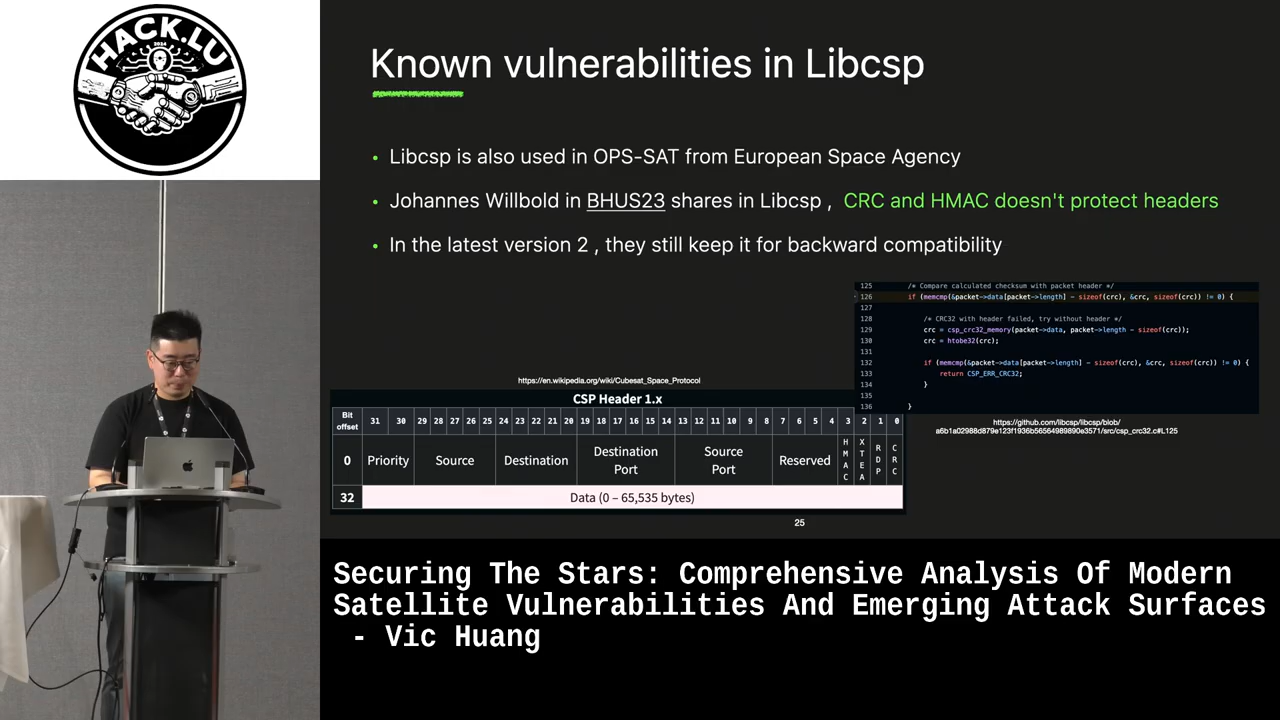 HACK.LU
2024
Known vulnerabilities in Libcsp
• Libcsp is also used in OPS-SAT from European Space Agency
• Johannes Willbold in BHUS23 shares in Libcsp , CRC and HMAC doesn't protect headers
• In the latest version 2 , they still keep it for backward compatibility
125 /* Compare calculated checksum with packet header */
126 if (memcmp(&packet->data[packet->length] - sizeof(crc), &crc, sizeof(crc)) != 0) {
127
128 /* CRC32 with header failed, try without header */
129 crc = csp_crc32_memory(packet->data, packet->length - sizeof(crc));
130 crc = htobe32(crc);
131
132 if (memcmp(&packet->data[packet->length] - sizeof(crc), &crc, sizeof(crc)) != 0) {
133 return CSP_ERR_CRC32;
134 }
135
136 }
https://github.com/libcsp/libcsp/blob/
a6b1a02988d879e123f1936b56564989890e3571/src/csp_crc32.c#L125
https://en.wikipedia.org/wiki/Cubesat_Space_Protocol
CSP Header 1.x
Bit offset 31 30 29 28 27 26 25 24 23 22 21 20 19 18 17 16 15 14 13 12 11 10 9 8 7 6 5 4 3 2 1 0
0 Priority Source Destination Destination Port Source Port Reserved HMAC XTEA RDP CRC
32 Data (0 – 65,535 bytes)
25
Securing The Stars: Comprehensive Analysis Of Modern
Satellite Vulnerabilities And Emerging Attack Surfaces
- Vic Huang